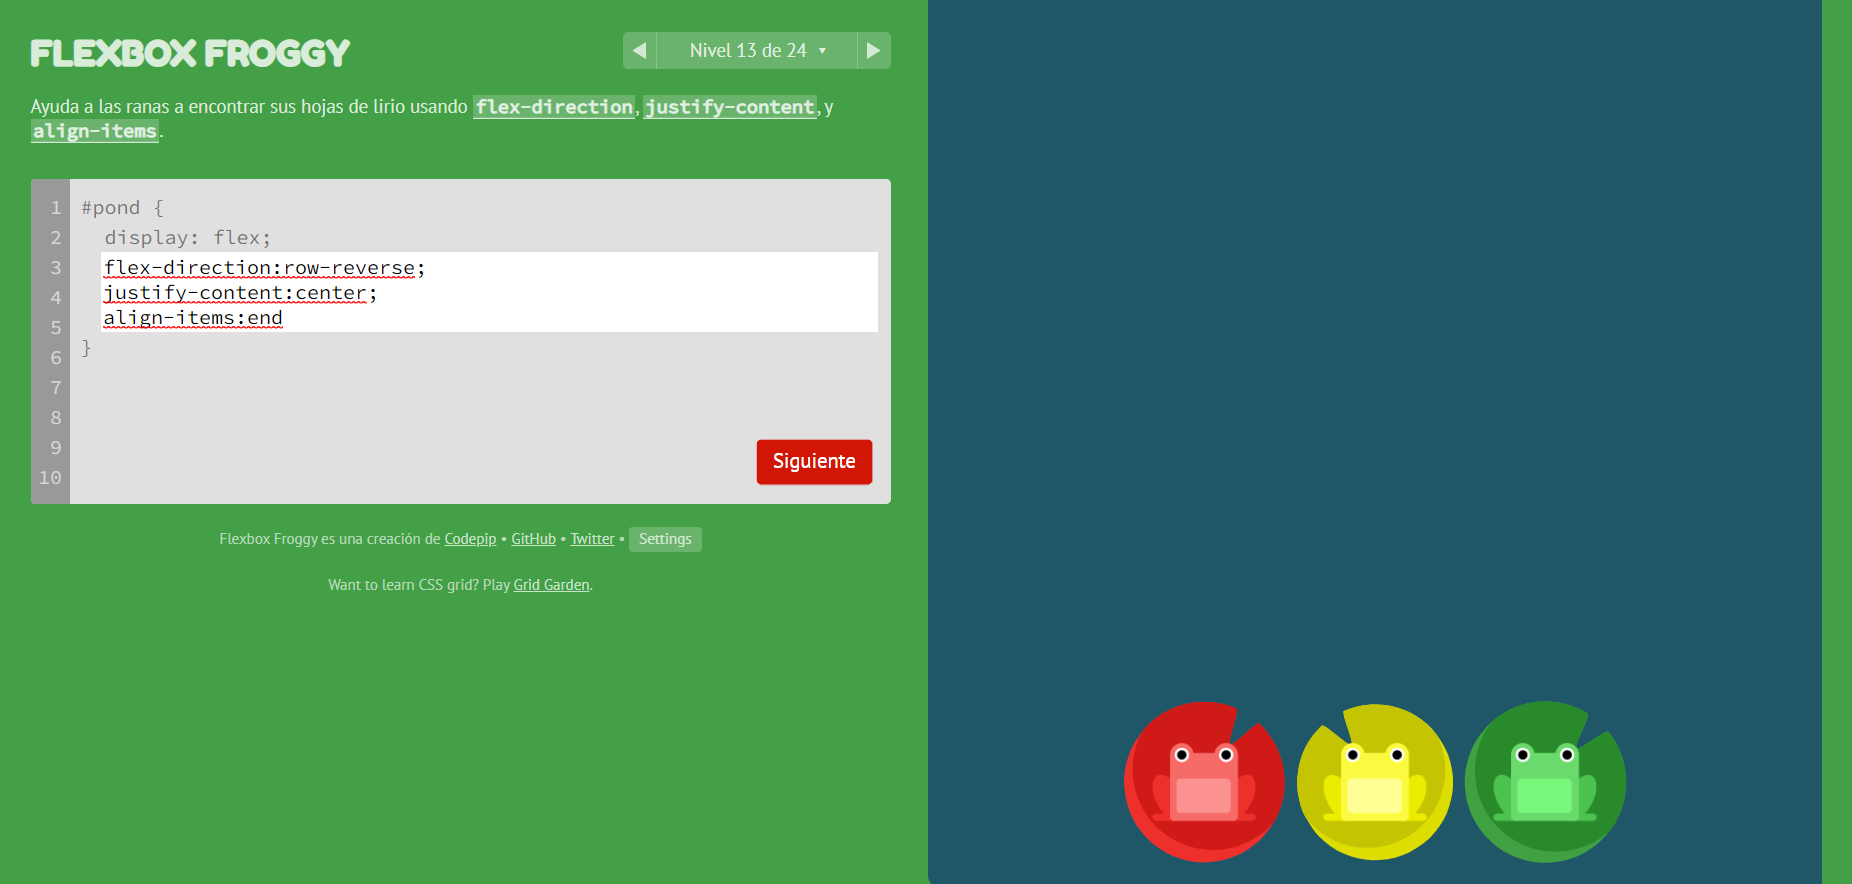 FLEXBOX FROGGY
Nivel 13 de 24
Ayuda a las ranas a encontrar sus hojas de lirio usando flex-direction, justify-content, y
align-items.
1 #pond {
2 display: flex;
3 flex-direction:row-reverse;
4 justify-content:center;
5 align-items:end
6 }
7
8
9
10
Siguiente
Flexbox Froggy es una creación de Codepip • GitHub • Twitter • Settings
Want to learn CSS grid? Play Grid Garden.